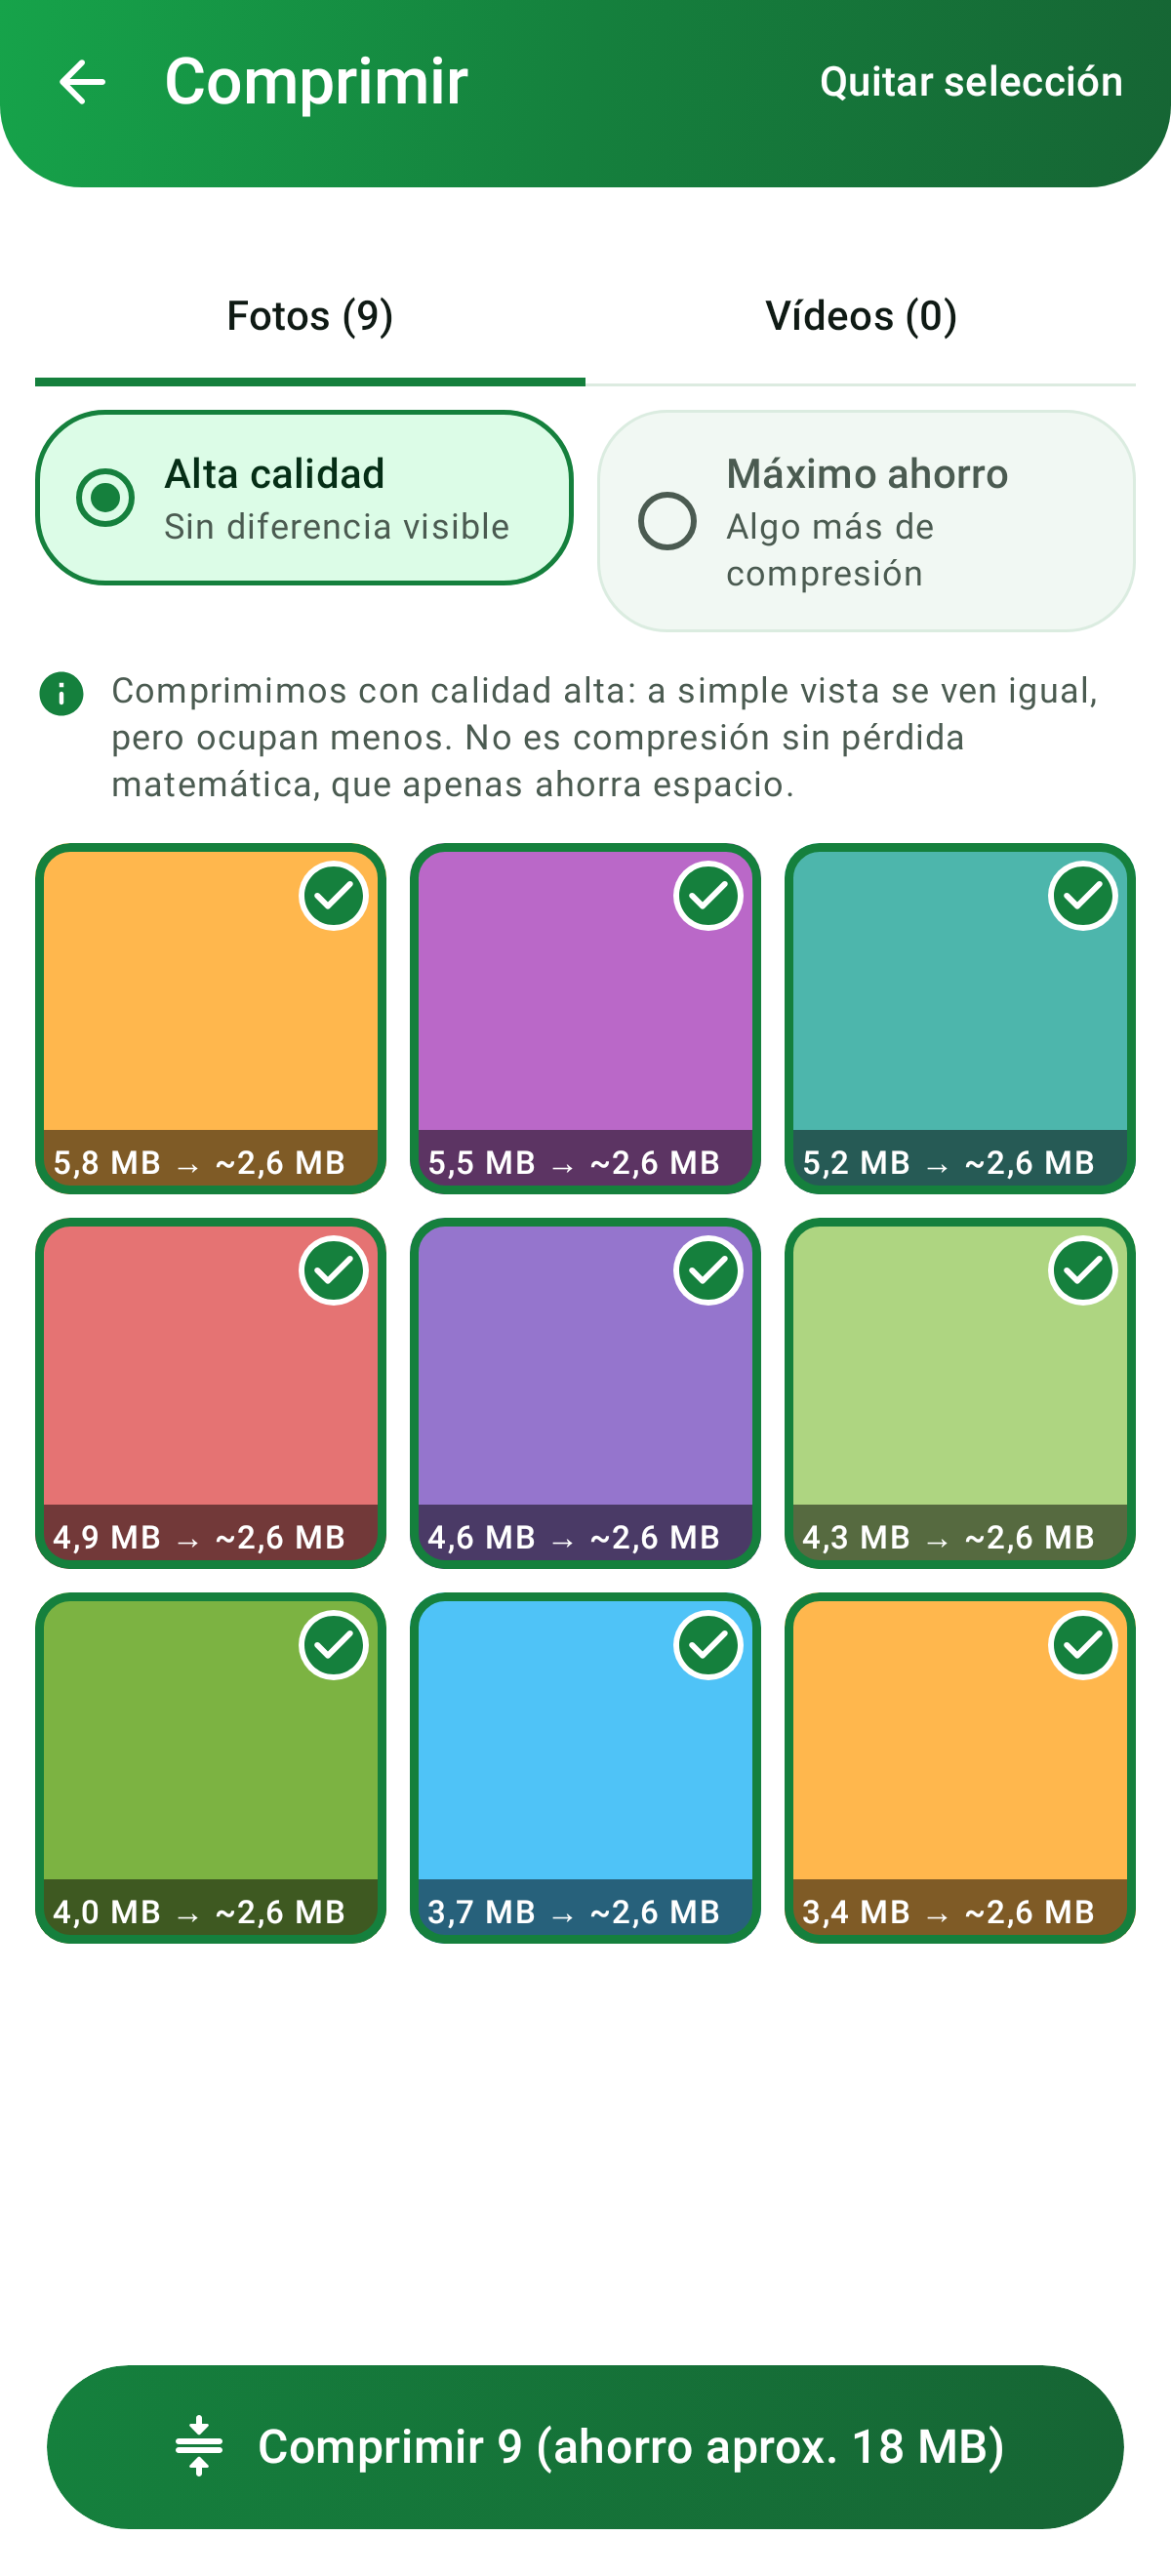 Comprimir
Quitar selección
Fotos (9)
Vídeos (0)
Alta calidad
Sin diferencia visible
Máximo ahorro
Algo más de
compresión
Comprimimos con calidad alta: a simple vista se ven igual,
pero ocupan menos. No es compresión sin pérdida
matemática, que apenas ahorra espacio.
5,8 MB → ~2,6 MB
5,5 MB → ~2,6 MB
5,2 MB → ~2,6 MB
4,9 MB → ~2,6 MB
4,6 MB → ~2,6 MB
4,3 MB → ~2,6 MB
4,0 MB → ~2,6 MB
3,7 MB → ~2,6 MB
3,4 MB → ~2,6 MB
Comprimir 9 (ahorro aprox. 18 MB)